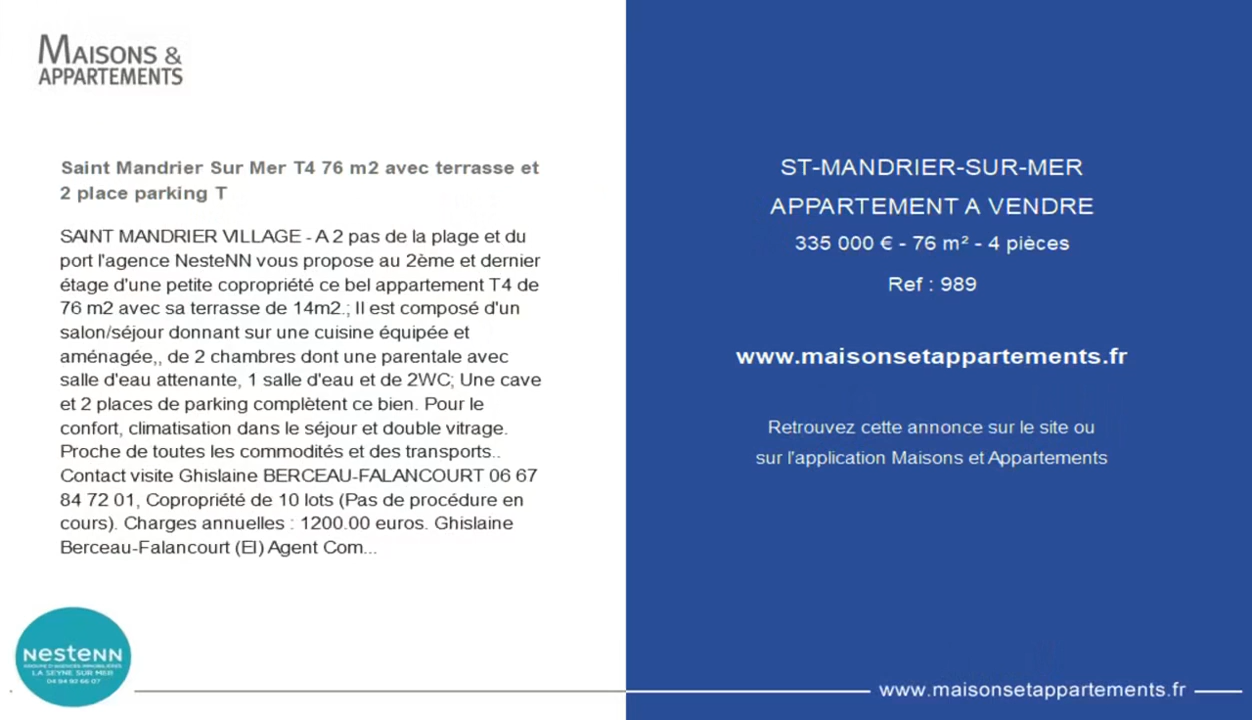 MAISONS &
APPARTEMENTS
Saint Mandrier Sur Mer T4 76 m2 avec terrasse et
2 place parking T
SAINT MANDRIER VILLAGE - A 2 pas de la plage et du
port l'agence NesteNN vous propose au 2ème et dernier
étage d'une petite copropriété ce bel appartement T4 de
76 m2 avec sa terrasse de 14m2.; Il est composé d'un
salon/séjour donnant sur une cuisine équipée et
aménagée,, de 2 chambres dont une parentale avec
salle d'eau attenante, 1 salle d'eau et de 2WC; Une cave
et 2 places de parking complètent ce bien. Pour le
confort, climatisation dans le séjour et double vitrage.
Proche de toutes les commodités et des transports..
Contact visite Ghislaine BERCEAU-FALANCOURT 06 67
84 72 01, Copropriété de 10 lots (Pas de procédure en
cours). Charges annuelles : 1200.00 euros. Ghislaine
Berceau-Falancourt (EI) Agent Com...
nestenn
GROUPE D'AGENCES IMMOBILIÈRES
LA SEYNE SUR MER
04 94 93 66 07
ST-MANDRIER-SUR-MER
APPARTEMENT A VENDRE
335 000 € - 76 m² - 4 pièces
Ref : 989
www.maisonsetappartements.fr
Retrouvez cette annonce sur le site ou
sur l'application Maisons et Appartements
www.maisonsetappartements.fr